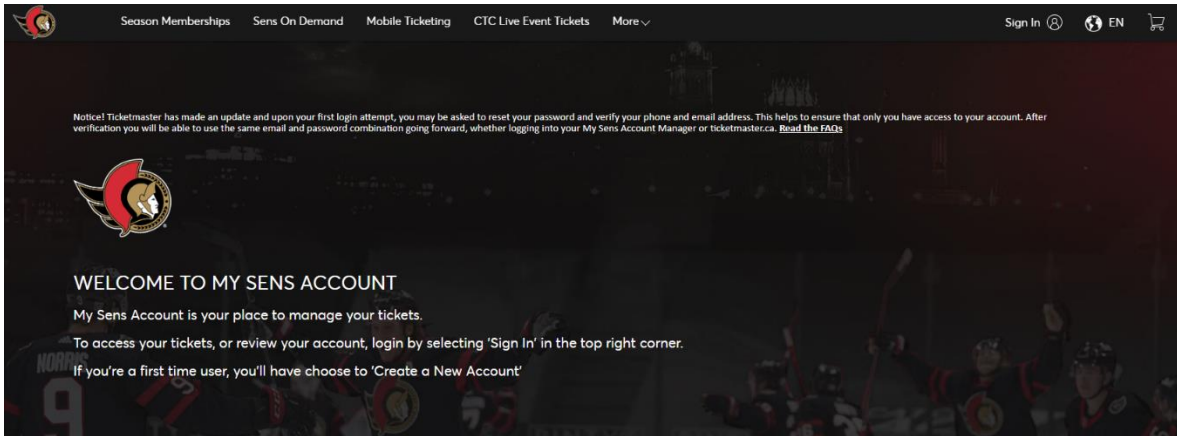 Season Memberships Sens On Demand Mobile Ticketing CTC Live Event Tickets More Sign In EN
Notice! Ticketmaster has made an update and upon your first login attempt, you may be asked to reset your password and verify your phone and email address. This helps to ensure that only you have access to your account. After
verification you will be able to use the same email and password combination going forward, whether logging into your My Sens Account Manager or ticketmaster.ca. Read the FAQs
WELCOME TO MY SENS ACCOUNT
My Sens Account is your place to manage your tickets.
To access your tickets, or review your account, login by selecting 'Sign In' in the top right corner.
If you're a first time user, you'll have choose to 'Create a New Account'
NORRIS
9